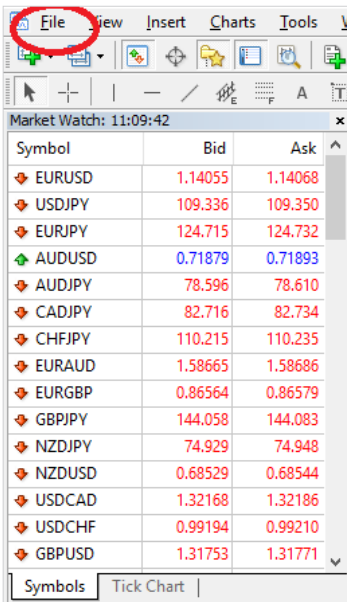 File View Insert Charts Tools
E F A T
Market Watch: 11:09:42 ×
Symbol Bid Ask
EURUSD 1.14055 1.14068
USDJPY 109.336 109.350
EURJPY 124.715 124.732
AUDUSD 0.71879 0.71893
AUDJPY 78.596 78.610
CADJPY 82.716 82.734
CHFJPY 110.215 110.235
EURAUD 1.58665 1.58686
EURGBP 0.86564 0.86579
GBPJPY 144.058 144.083
NZDJPY 74.929 74.948
NZDUSD 0.68529 0.68544
USDCAD 1.32168 1.32186
USDCHF 0.99194 0.99210
GBPUSD 1.31753 1.31771
Symbols Tick Chart |